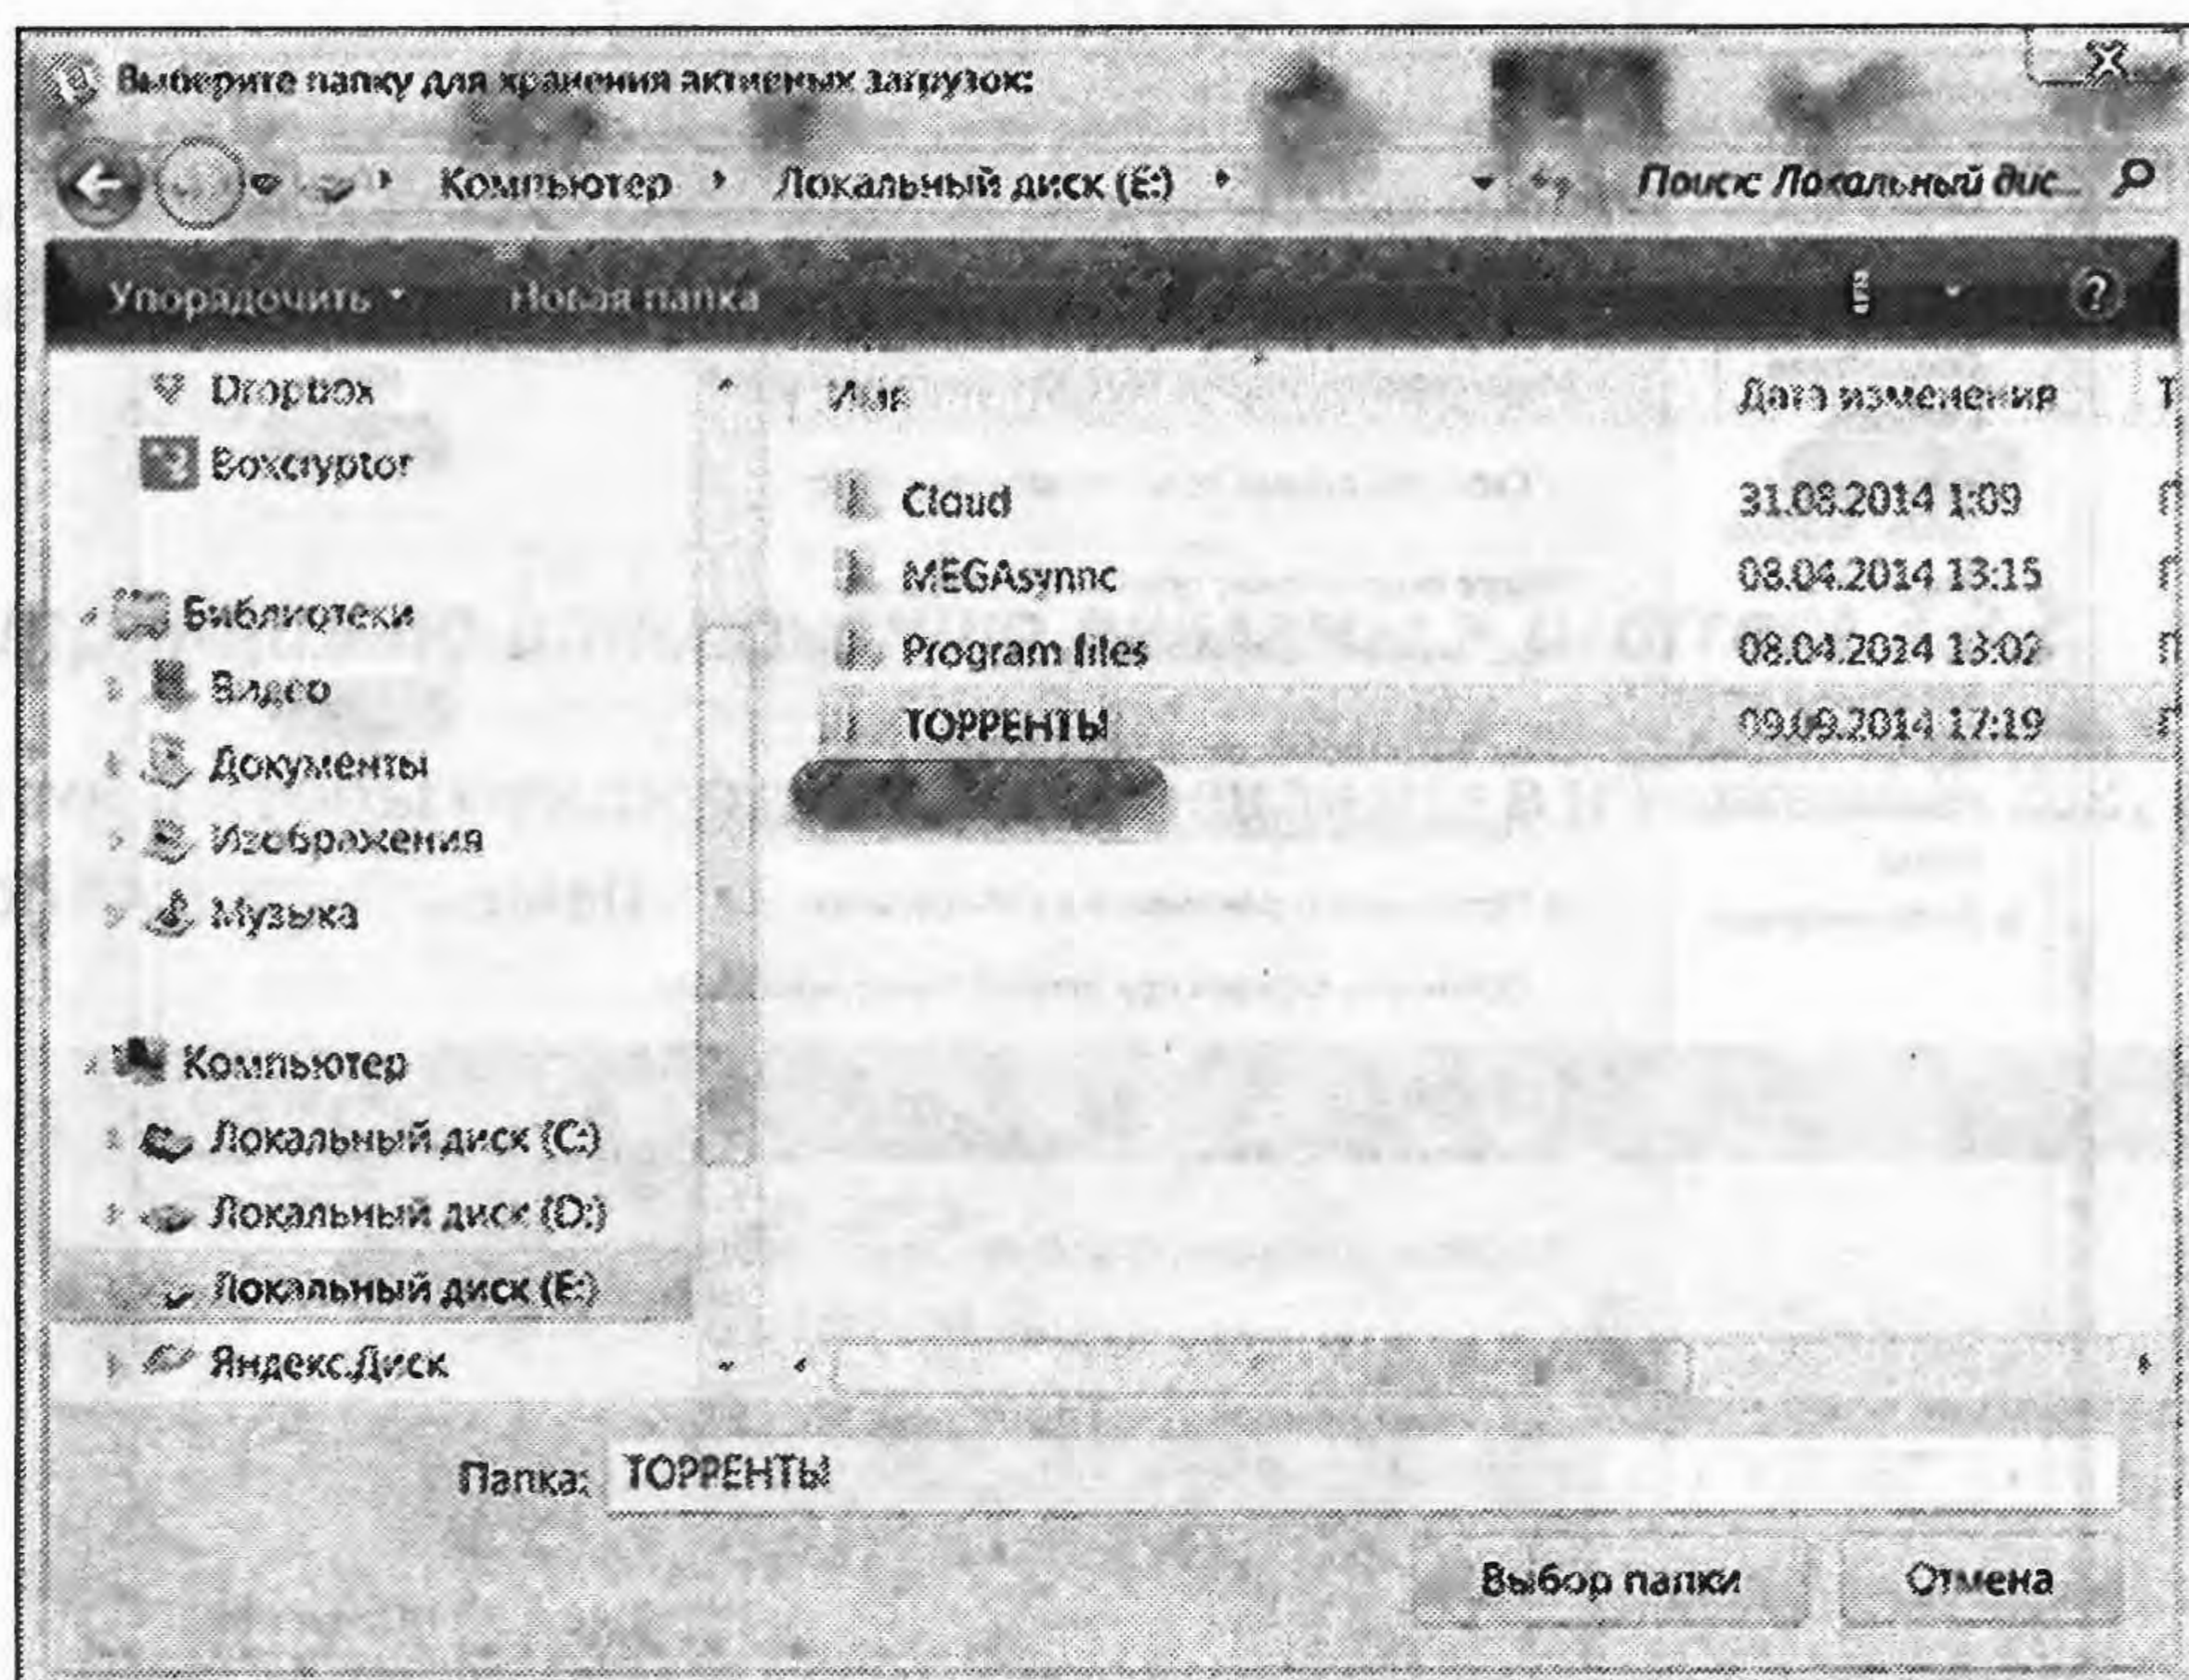 Выберите папку для хранения активных загрузок:
Компьютер Локальный диск (E:) Поиск: Локальный дис...
Упорядочить Новая папка
Dropbox
Boxcryptor
Библиотеки
Видео
Документы
Изображения
Музыка
Компьютер
Локальный диск (C:)
Локальный диск (D:)
Локальный диск (E:)
Яндекс.Диск
Имя Дата изменения Т
Cloud 31.08.2014 1:09 П
MEGAsynnc 08.04.2014 13:15 П
Program files 08.04.2014 13:02 П
ТОРРЕНТЫ 09.09.2014 17:19 П
Папка: ТОРРЕНТЫ
Выбор папки Отмена